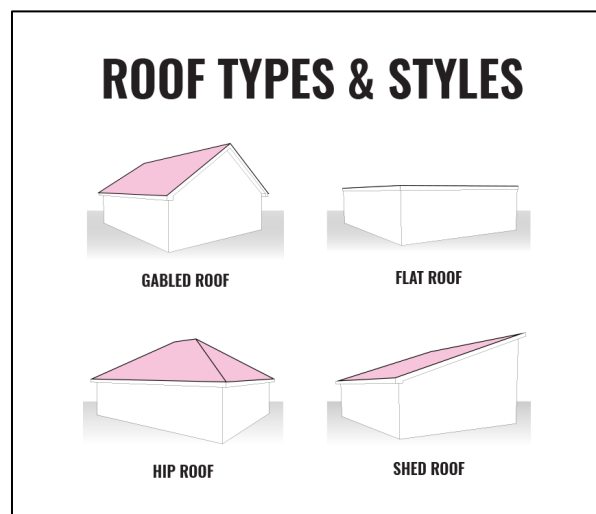 ROOF TYPES & STYLES
GABLED ROOF
FLAT ROOF
HIP ROOF
SHED ROOF